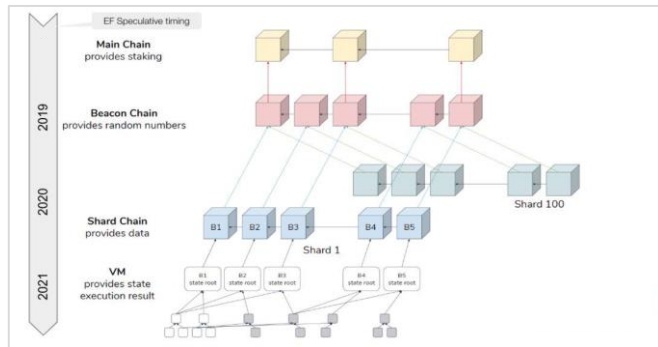 EF Speculative timing
Main Chain
provides staking
2019
Beacon Chain
provides random numbers
2020
Shard 100
Shard Chain
provides data
B1
B2
B3
B4
B5
Shard 1
2021
VM
provides state
execution result
B1
state root
B2
state root
B3
state root
B4
state root
B5
state root